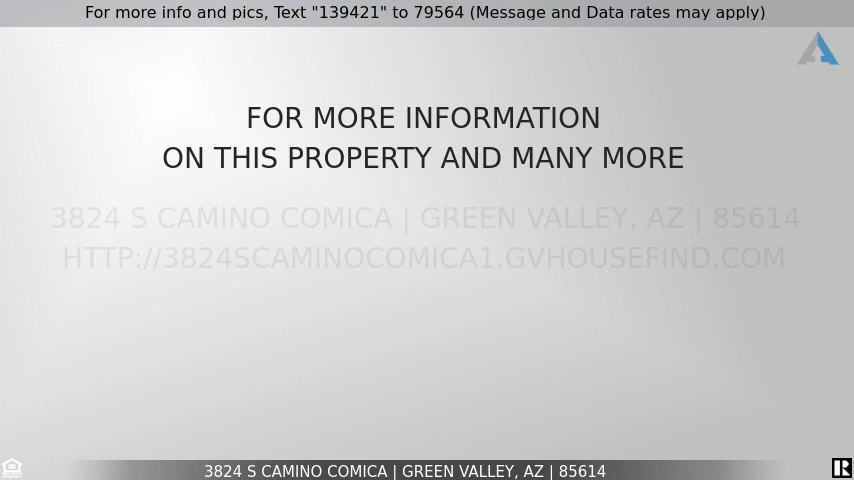 For more info and pics, Text "139421" to 79564 (Message and Data rates may apply)
FOR MORE INFORMATION
ON THIS PROPERTY AND MANY MORE
3824 S CAMINO COMICA | GREEN VALLEY, AZ | 85614
HTTP://3824SCAMINOCOMICA1.GVHOUSEFIND.COM
3824 S CAMINO COMICA | GREEN VALLEY, AZ | 85614